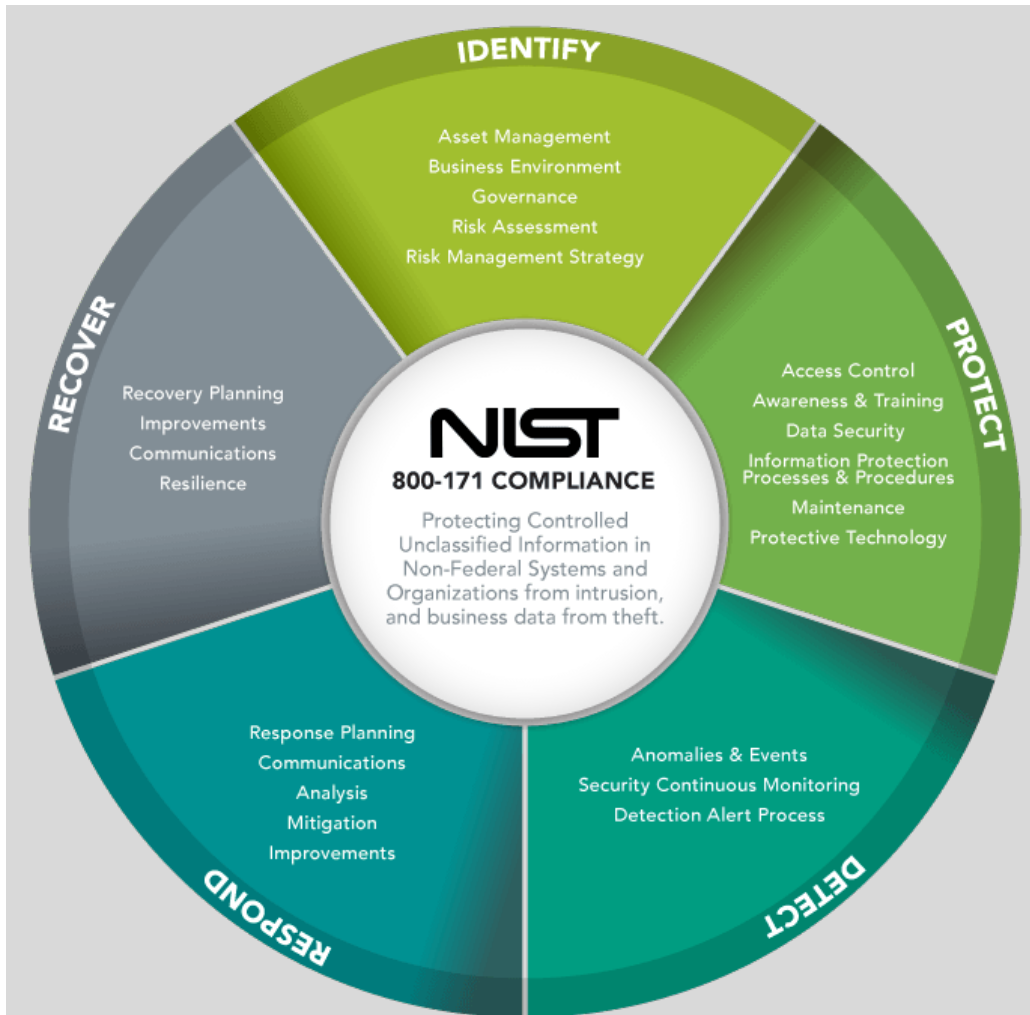 IDENTIFY
Asset Management
Business Environment
Governance
Risk Assessment
Risk Management Strategy
PROTECT
Access Control
Awareness & Training
Data Security
Information Protection
Processes & Procedures
Maintenance
Protective Technology
DETECT
Anomalies & Events
Security Continuous Monitoring
Detection Alert Process
RESPOND
Response Planning
Communications
Analysis
Mitigation
Improvements
RECOVER
Recovery Planning
Improvements
Communications
Resilience
NIST
800-171 COMPLIANCE
Protecting Controlled
Unclassified Information in
Non-Federal Systems and
Organizations from intrusion,
and business data from theft.